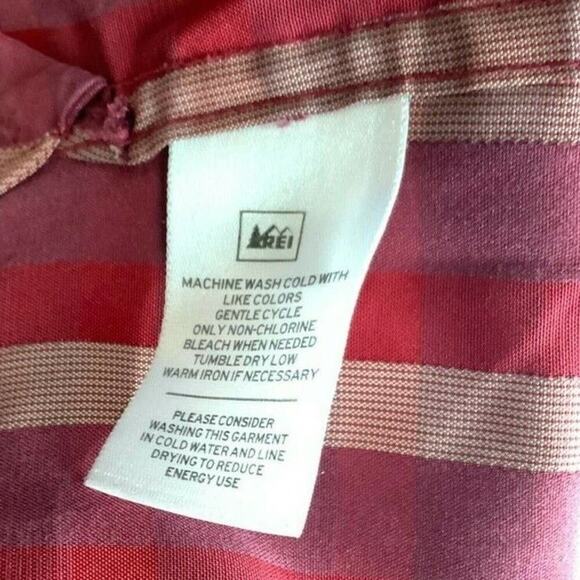 REI
MACHINE WASH COLD WITH
LIKE COLORS
GENTLE CYCLE
ONLY NON-CHLORINE
BLEACH WHEN NEEDED
TUMBLE DRY LOW
WARM IRON IF NECESSARY
PLEASE CONSIDER
WASHING THIS GARMENT
IN COLD WATER AND LINE
DRYING TO REDUCE
ENERGY USE